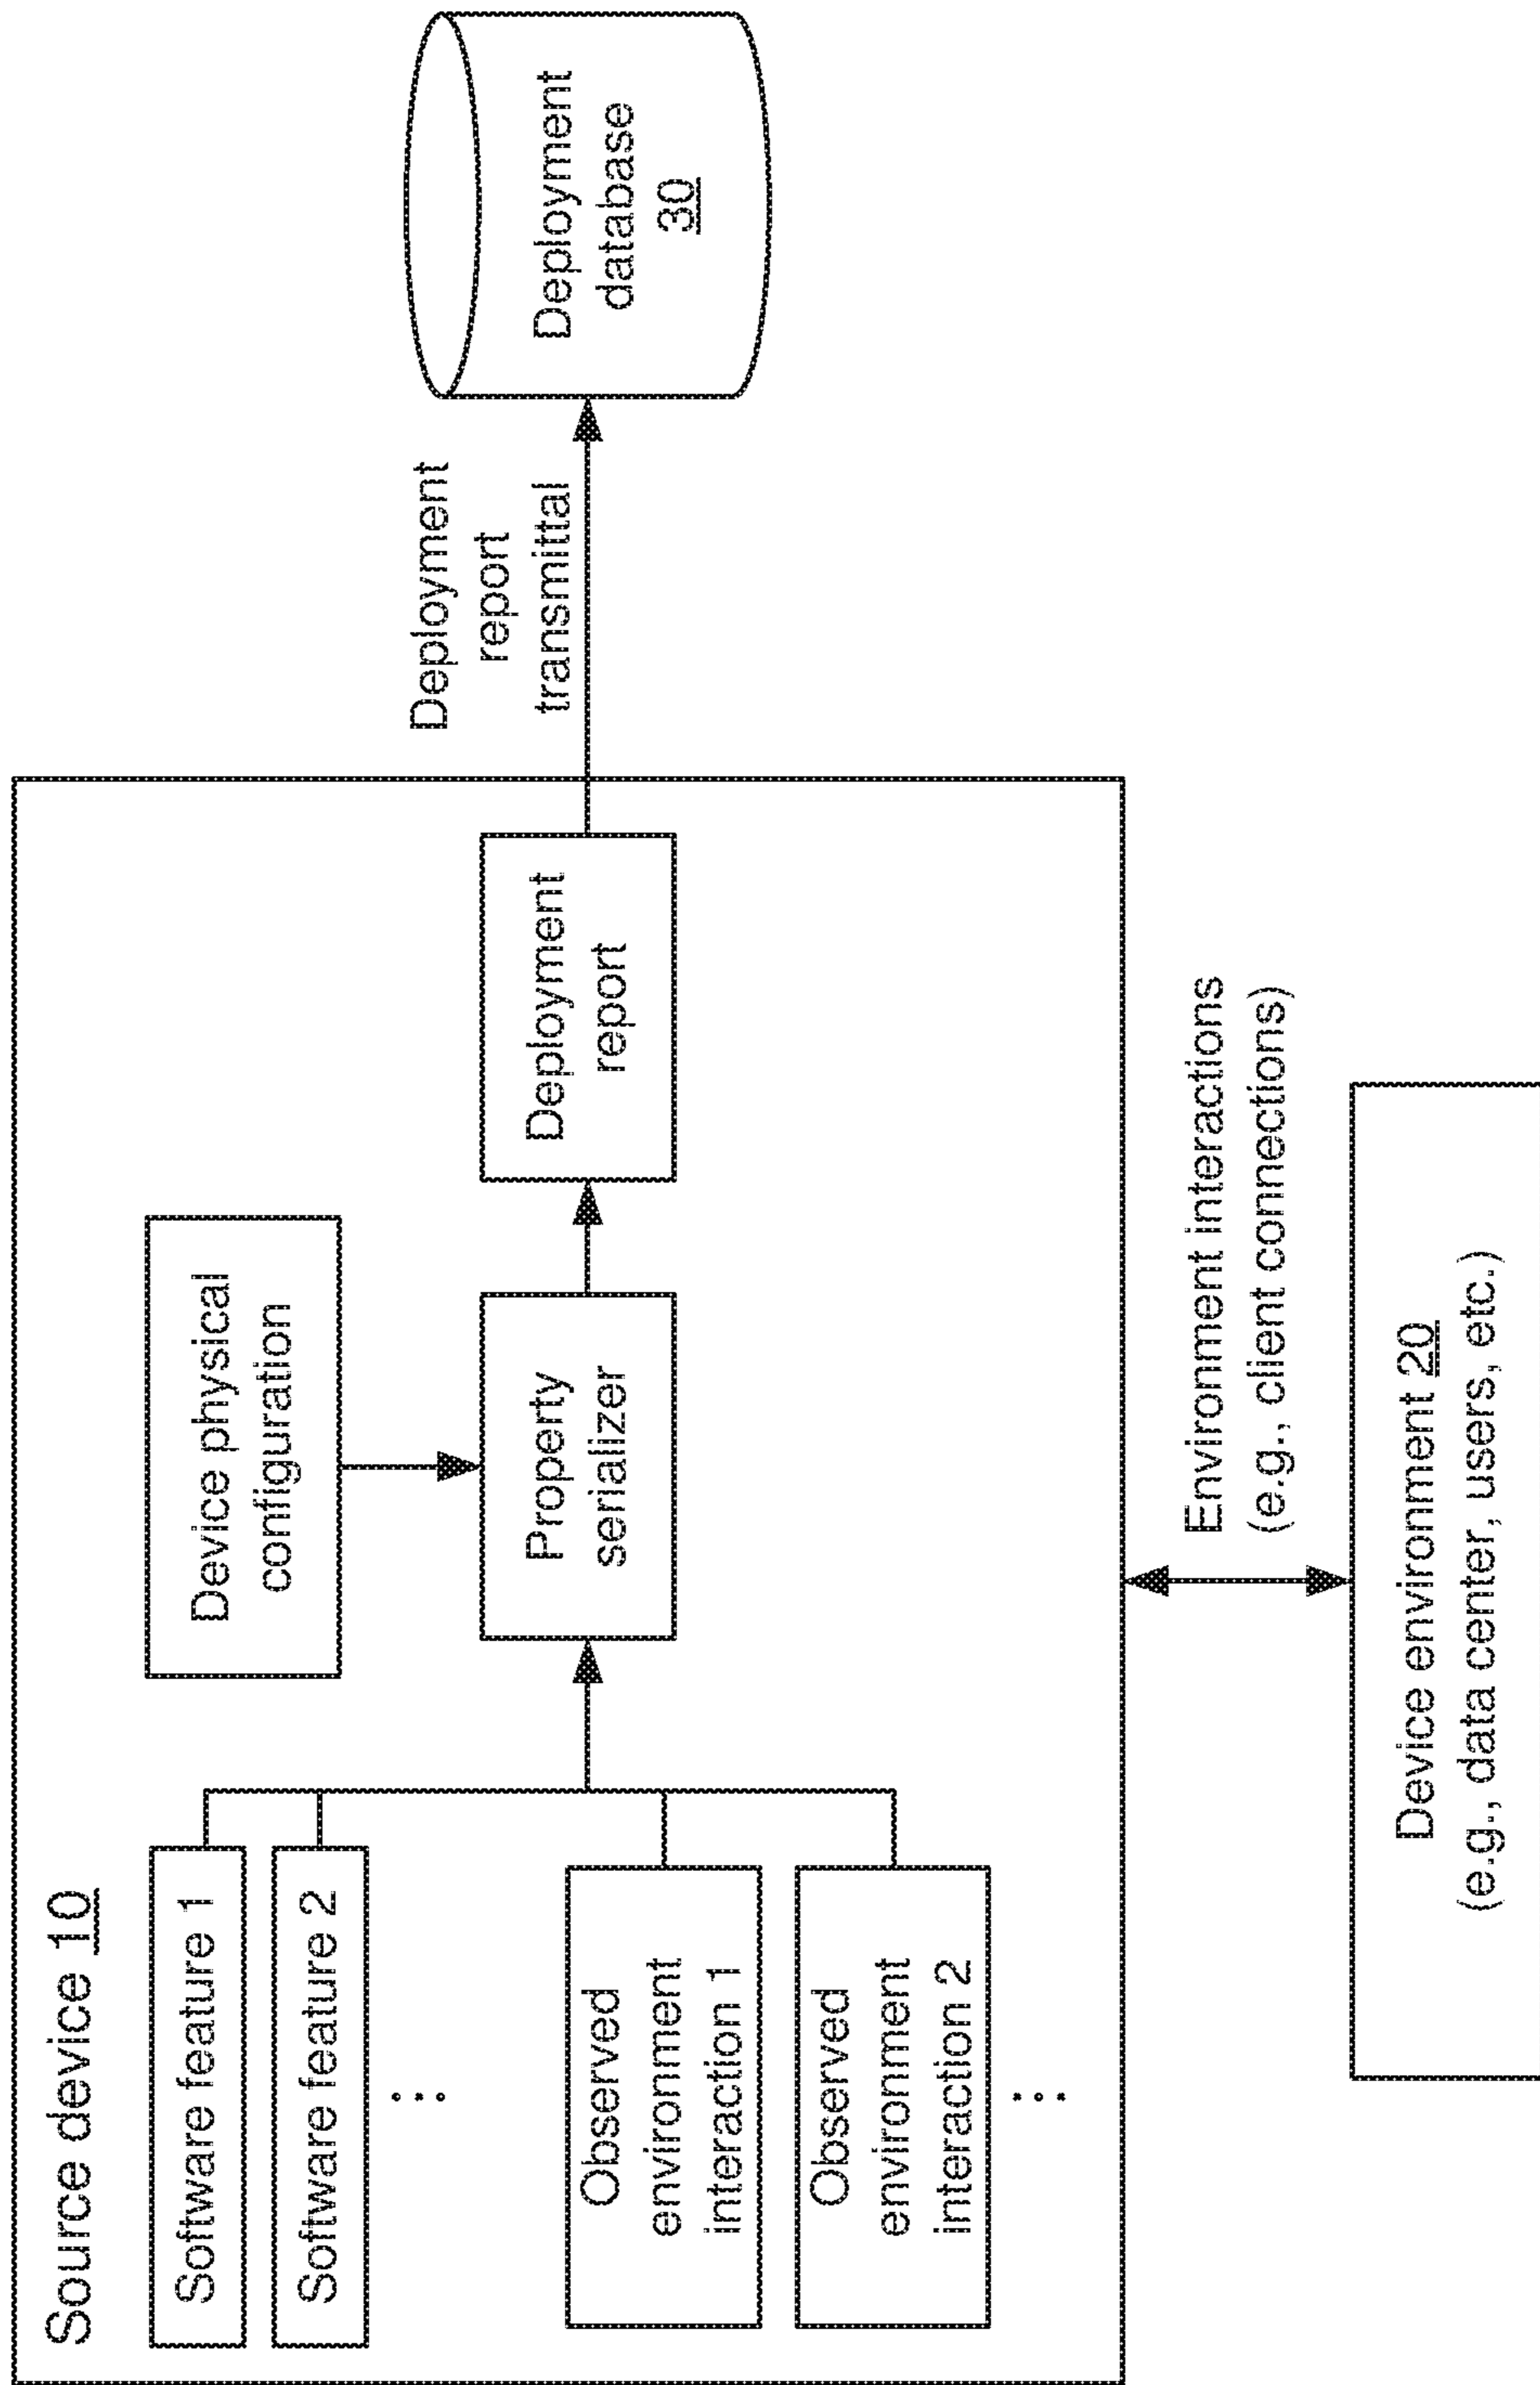 Source device 10
Software feature 1
Software feature 2
...
Observed
environment
interaction 1
Observed
environment
interaction 2
...
Device physical
configuration
Property
serializer
Deployment
report
Deployment
report
transmittal
Deployment
database
30
Environment interactions
(e.g., client connections)
Device environment 20
(e.g., data center, users, etc.)